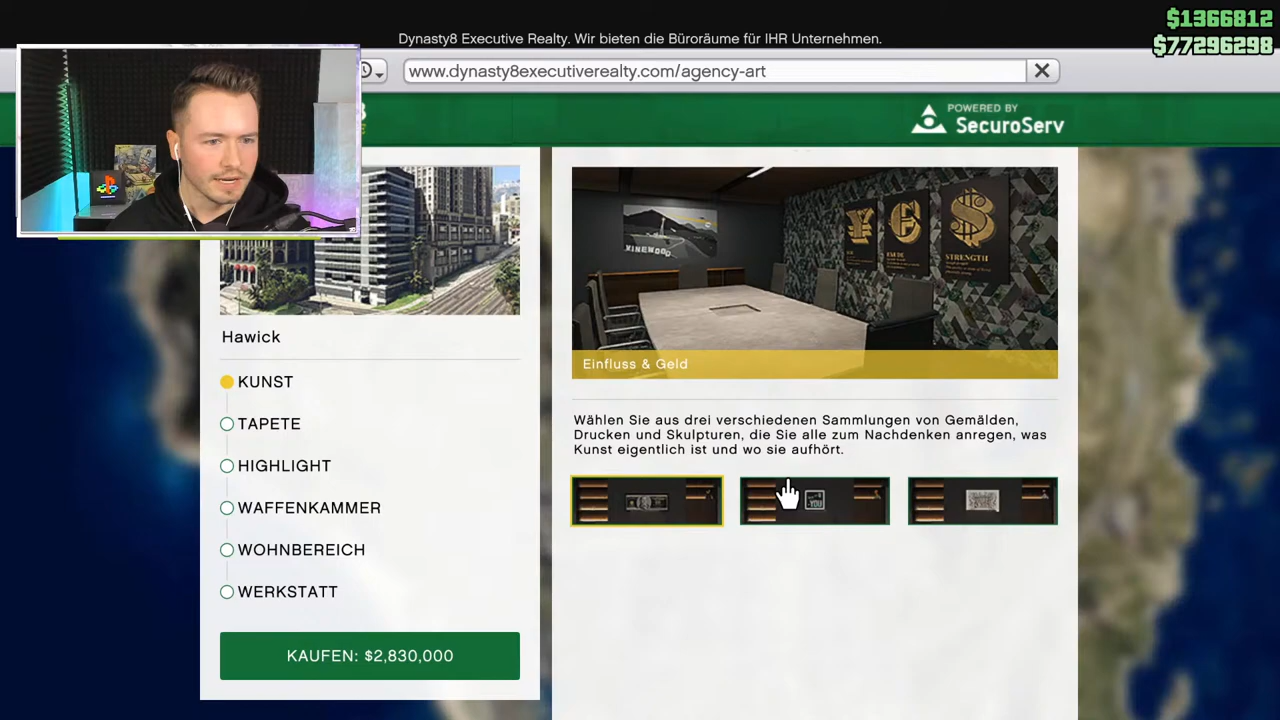 $1366812
$77296298
Dynasty8 Executive Realty. Wir bieten die Büroräume für IHR Unternehmen.
www.dynasty8executiverealty.com/agency-art
POWERED BY
SecuroServ
VINEWOOD
STRENGTH
Einfluss & Geld
Hawick
KUNST
TAPETE
HIGHLIGHT
WAFFENKAMMER
WOHNBEREICH
WERKSTATT
KAUFEN: $2,830,000
Wählen Sie aus drei verschiedenen Sammlungen von Gemälden,
Drucken und Skulpturen, die Sie alle zum Nachdenken anregen, was
Kunst eigentlich ist und wo sie aufhört.
YOU